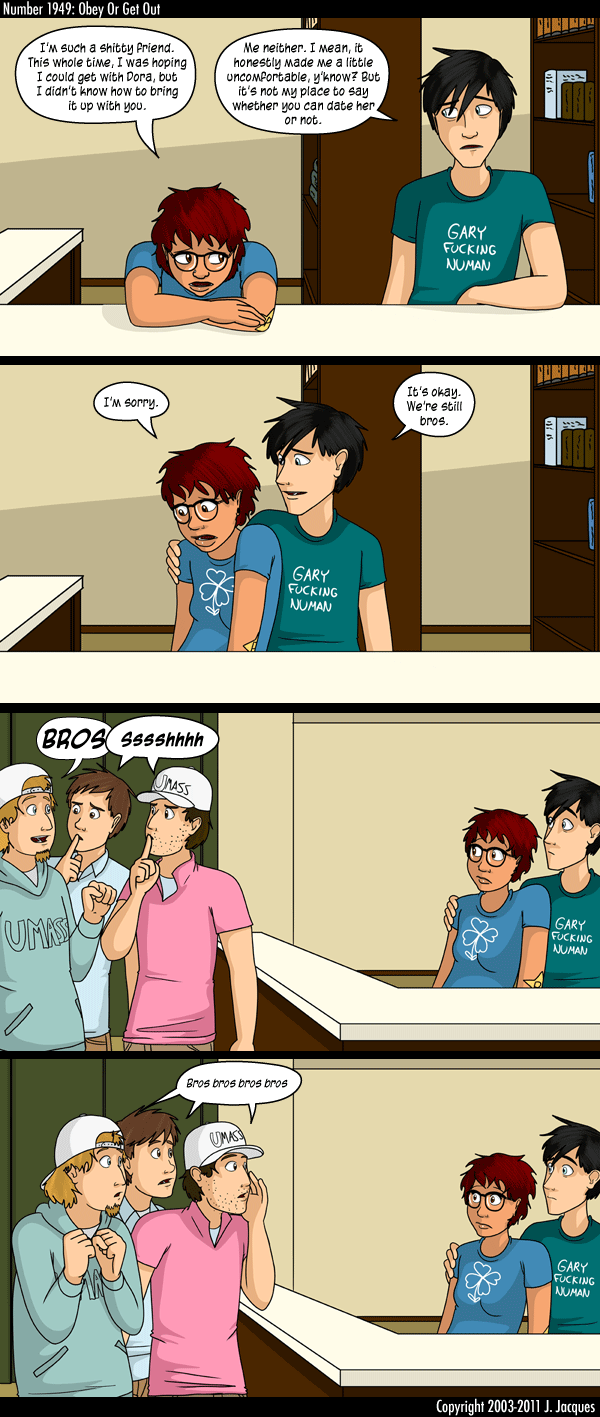 Number 1949: Obey Or Get Out
I'm such a shitty friend.
This whole time, I was hoping
I could get with Dora, but
I didn't know how to bring
it up with you.
Me neither. I mean, it
honestly made me a little
uncomfortable, y'know? But
it's not my place to say
whether you can date her
or not.
GARY
FUCKING
NUMAN
I'm sorry.
It's okay.
We're still
bros.
GARY
FUCKING
NUMAN
BROS
Sssshhhh
UMASS
UMASS
GARY
FUCKING
NUMAN
Bros bros bros bros
UMASS
GARY
FUCKING
NUMAN
Copyright 2003-2011 J. Jacques